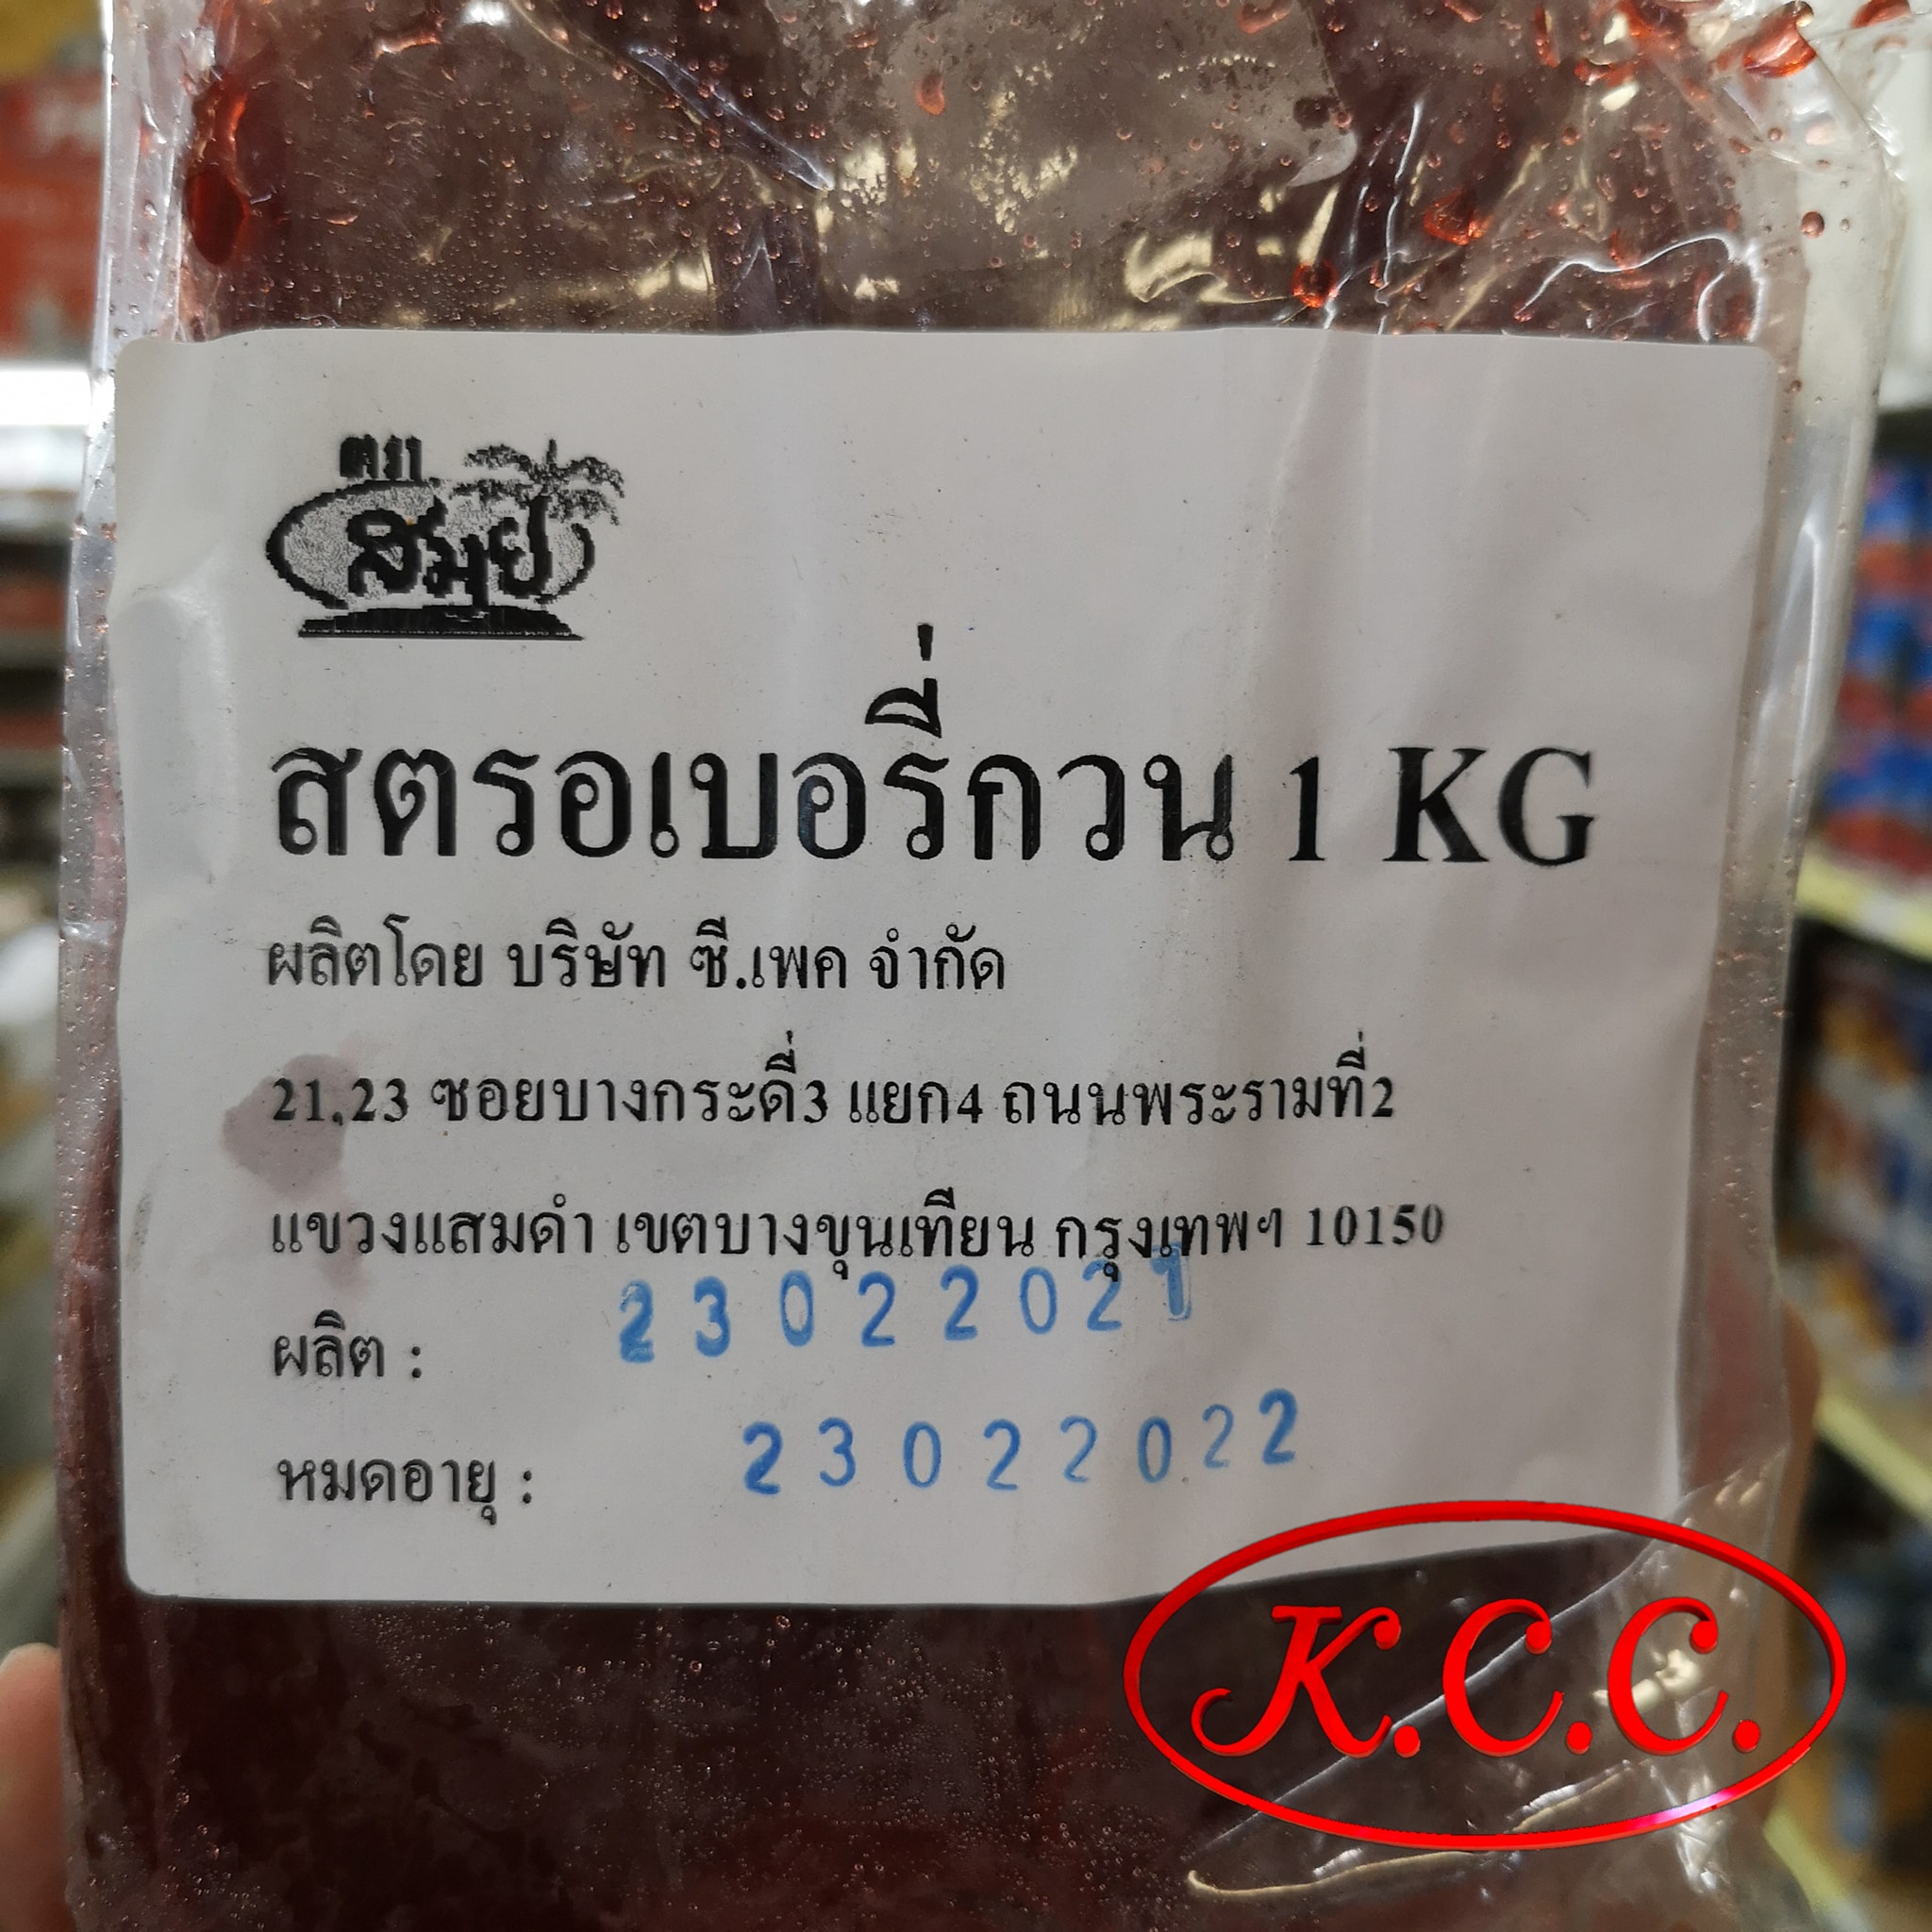 ตรา
สมุย
สตรอเบอรี่กวน 1 KG
ผลิตโดย บริษัท ซี.เพค จำกัด
21,23 ซอยบางกระดี่3 แยก4 ถนนพระรามที่2
แขวงแสมดำ เขตบางขุนเทียน กรุงเทพฯ 10150
ผลิต : 23022021
หมดอายุ : 23022022
K.C.C.